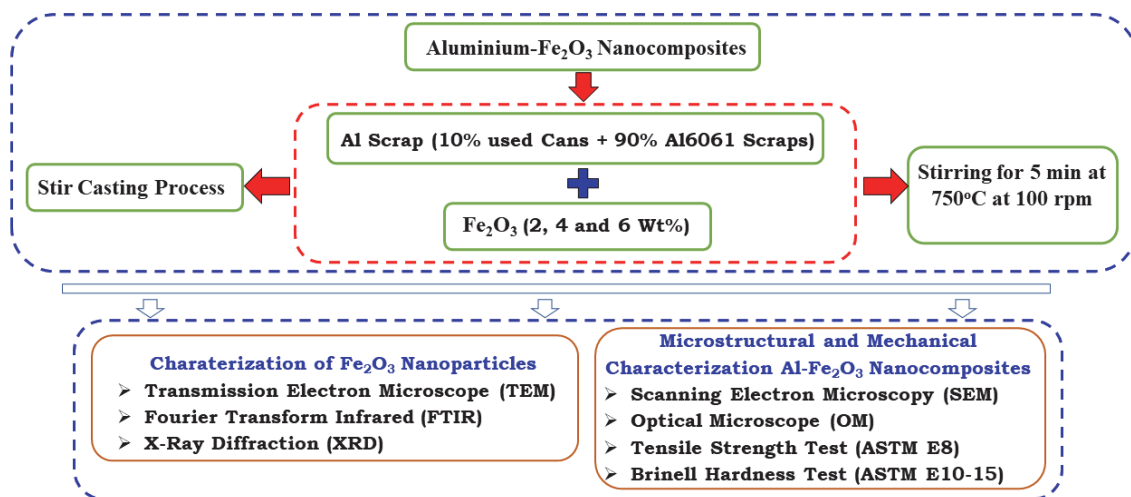 Aluminium-Fe₂O₃ Nanocomposites
Al Scrap (10% used Cans + 90% Al6061 Scraps)
Stir Casting Process
Fe₂O₃ (2, 4 and 6 Wt%)
Stirring for 5 min at
750°C at 100 rpm
Charaterization of Fe₂O₃ Nanoparticles
➢ Transmission Electron Microscope (TEM)
➢ Fourier Transform Infrared (FTIR)
➢ X-Ray Diffraction (XRD)
Microstructural and Mechanical
Characterization Al-Fe₂O₃ Nanocomposites
➢ Scanning Electron Microscopy (SEM)
➢ Optical Microscope (OM)
➢ Tensile Strength Test (ASTM E8)
➢ Brinell Hardness Test (ASTM E10-15)